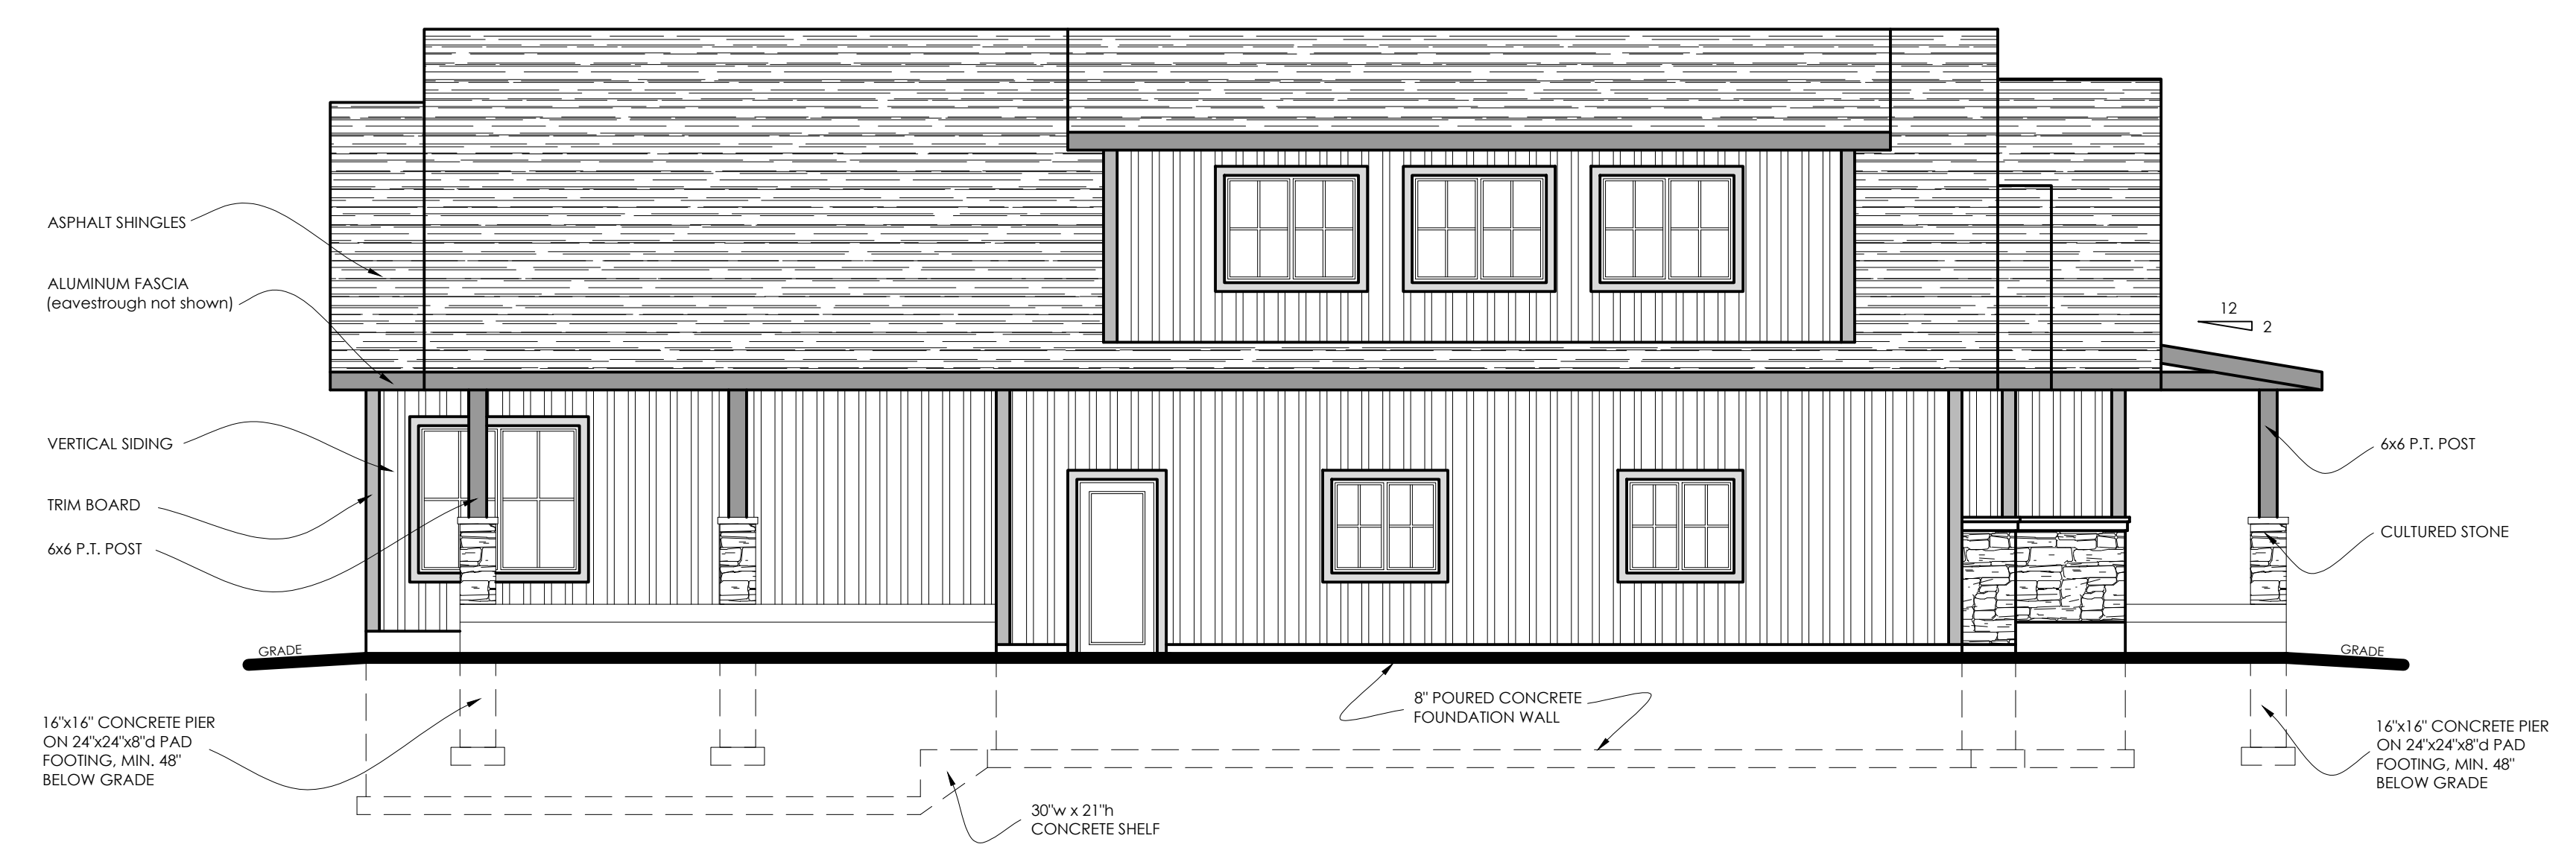 ASPHALT SHINGLES
ALUMINUM FASCIA
(eavestrough not shown)
VERTICAL SIDING
TRIM BOARD
6x6 P.T. POST
GRADE
16"x16" CONCRETE PIER
ON 24"x24"x8"d PAD
FOOTING, MIN. 48"
BELOW GRADE
30"w x 21"h
CONCRETE SHELF
8" POURED CONCRETE
FOUNDATION WALL
12
2
6x6 P.T. POST
CULTURED STONE
GRADE
16"x16" CONCRETE PIER
ON 24"x24"x8"d PAD
FOOTING, MIN. 48"
BELOW GRADE